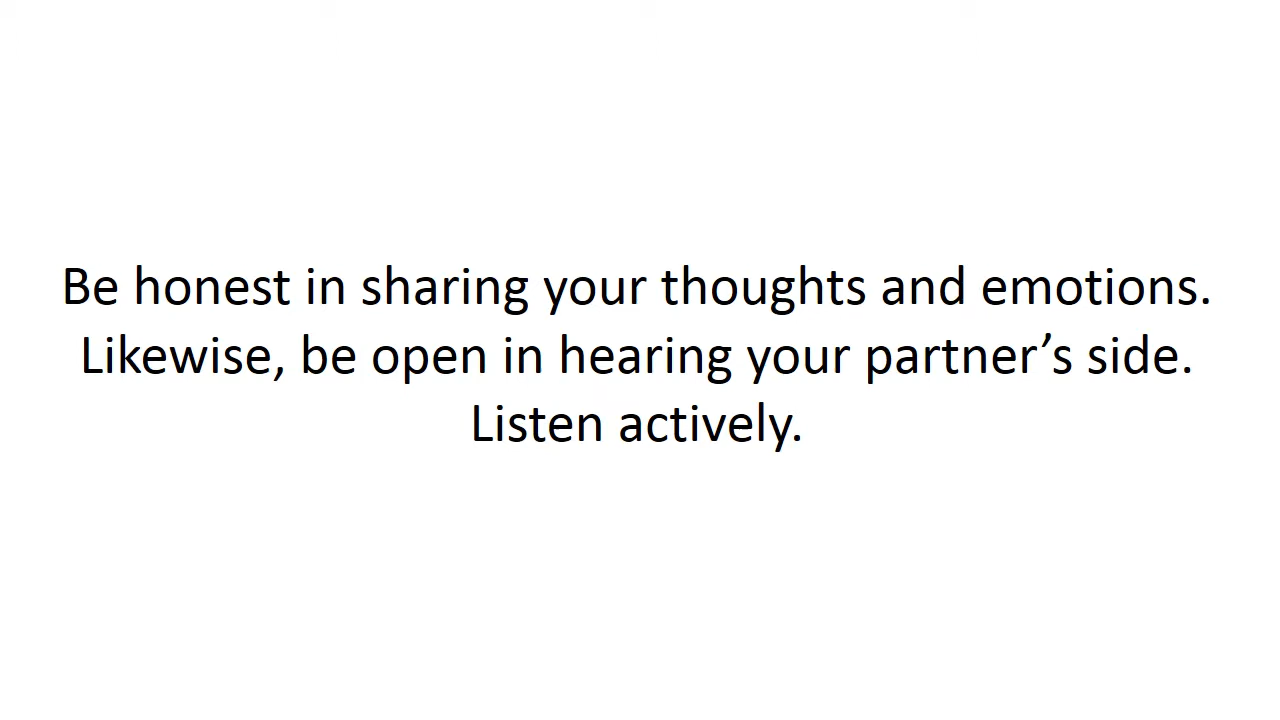 Be honest in sharing your thoughts and emotions.
Likewise, be open in hearing your partner’s side.
Listen actively.